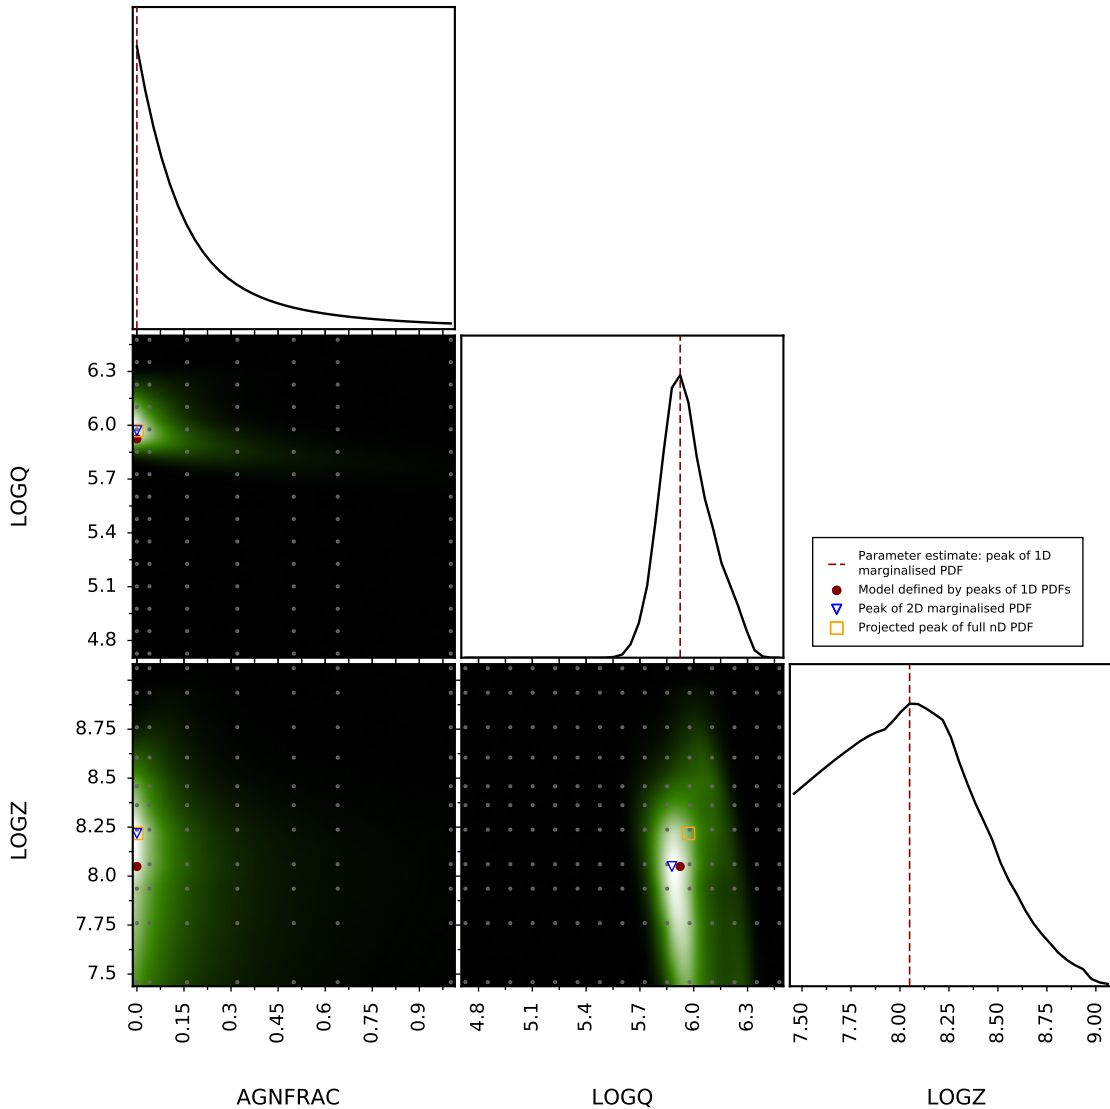 6.3
6.0
5.7
5.4
5.1
4.8
LOGQ
Parameter estimate: peak of 1D
marginalised PDF
Model defined by peaks of 1D PDFs
Peak of 2D marginalised PDF
Projected peak of full nD PDF
8.75
8.5
8.25
8.0
7.75
7.5
LOGZ
0.0 0.15 0.3 0.45 0.6 0.75 0.9
4.8 5.1 5.4 5.7 6.0 6.3
7.50 7.75 8.00 8.25 8.50 8.75 9.00
AGNFRAC LOGQ LOGZ